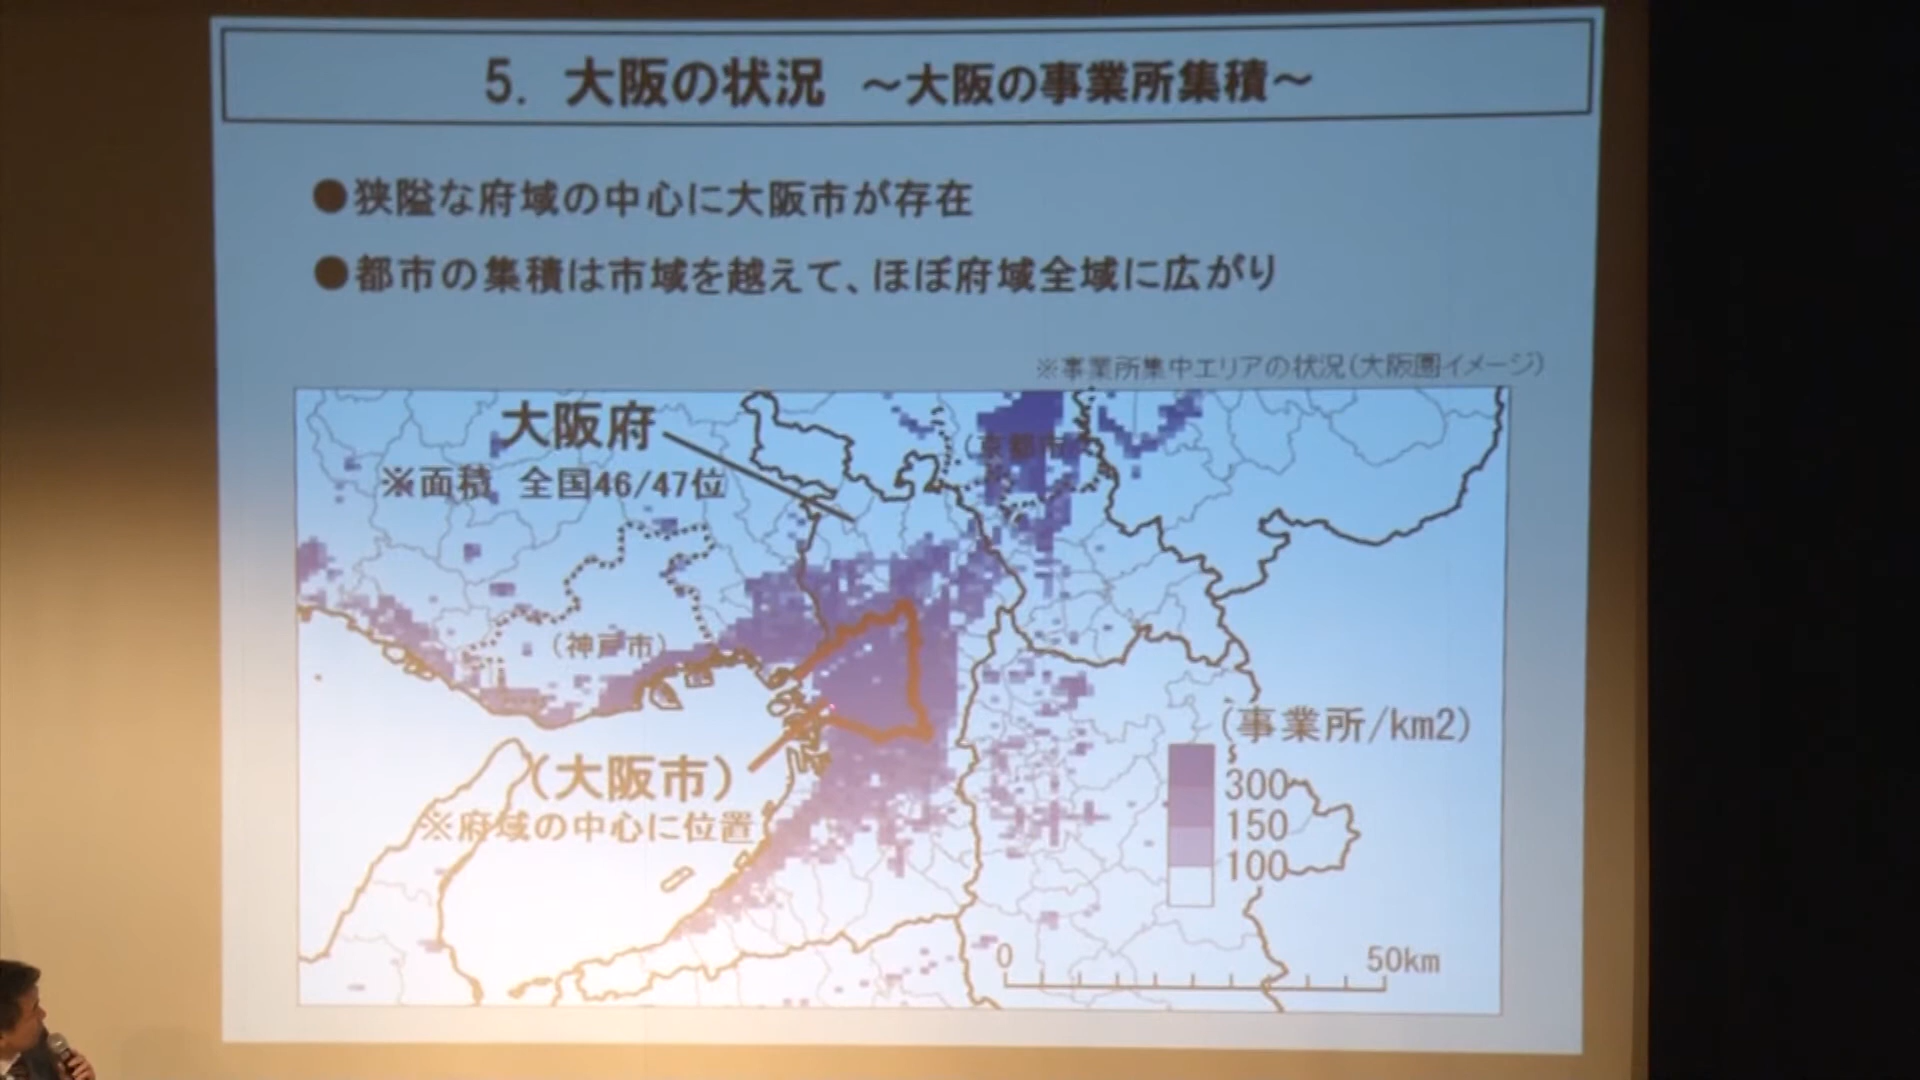 5. 大阪の状況 ～大阪の事業所集積～
●狭隘な府域の中心に大阪市が存在
●都市の集積は市域を越えて、ほぼ府域全域に広がり
※事業所集中エリアの状況(大阪圏イメージ)
大阪府
※面積 全国46/47位
(京都市)
(神戸市)
(大阪市)
※府域の中心に位置
(事業所/km2)
300
150
100
0 50km